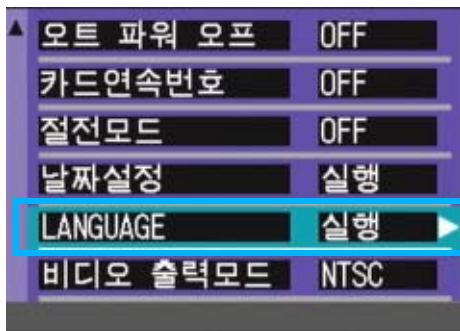 오트 파워 오프 OFF
카드연속번호 OFF
절전모드 OFF
날짜설정 실행
LANGUAGE 실행
비디오 출력모드 NTSC